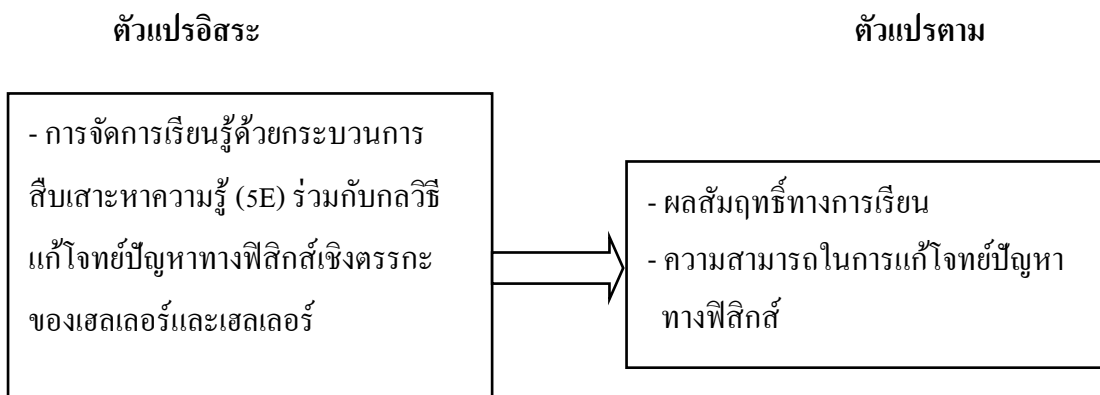 ตัวแปรอิสระ
ตัวแปรตาม
- การจัดการเรียนรู้ด้วยกระบวนการ
สืบเสาะหาความรู้ (5E) ร่วมกับกลวิธี
แก้โจทย์ปัญหาทางฟิสิกส์เชิงตรรกะ
ของเฮลเลอร์และเฮลเลอร์
- ผลสัมฤทธิ์ทางการเรียน
- ความสามารถในการแก้โจทย์ปัญหา
ทางฟิสิกส์